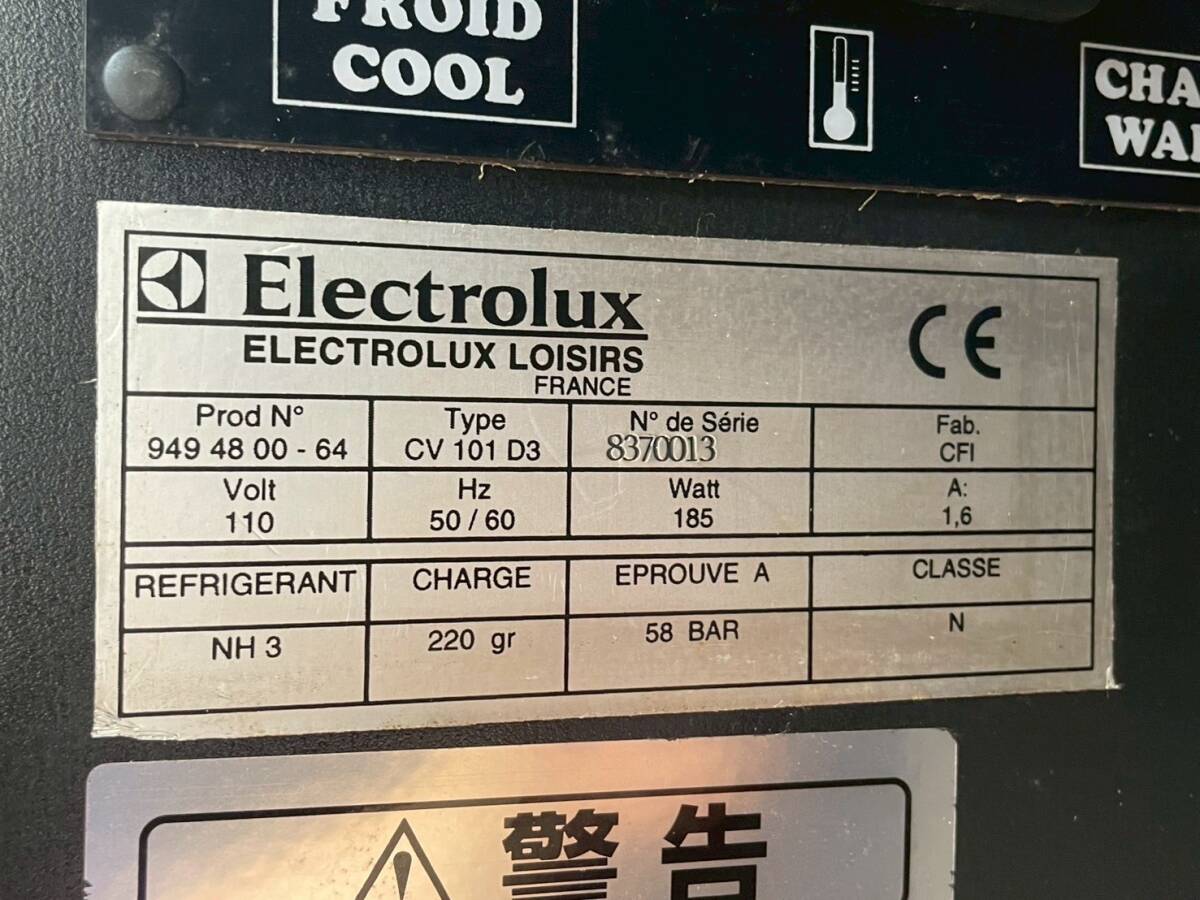 FROID
COOL
CHA
WA
Electrolux
ELECTROLUX LOISIRS
FRANCE
CE
Prod N° Type N° de Série Fab.
949 48 00 - 64 CV 101 D3 8370013 CFI
Volt Hz Watt A:
110 50 / 60 185 1,6
REFRIGERANT CHARGE EPROUVE A CLASSE
NH 3 220 gr 58 BAR N
警告